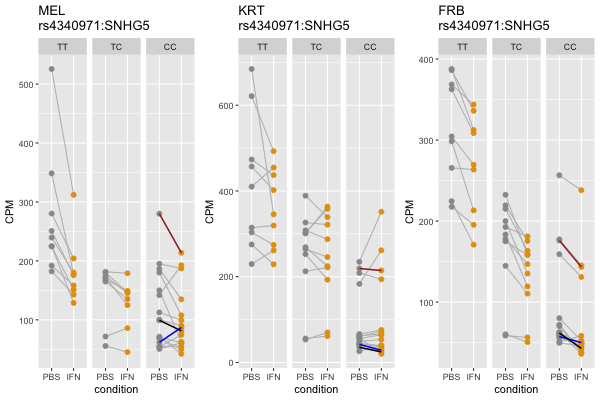 MEL
rs4340971:SNHG5
TT TC CC
CPM
500
400
300
200
100
PBS IFN PBS IFN PBS IFN
condition
KRT
rs4340971:SNHG5
TT TC CC
CPM
600
400
200
0
PBS IFN PBS IFN PBS IFN
condition
FRB
rs4340971:SNHG5
TT TC CC
CPM
400
300
200
100
PBS IFN PBS IFN PBS IFN
condition